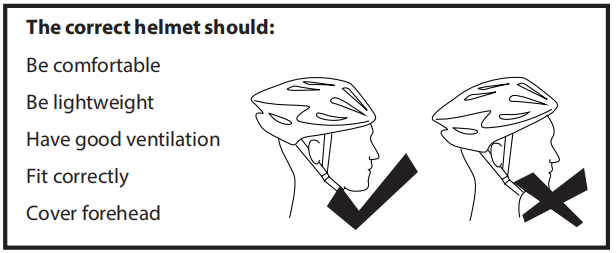 The correct helmet should:
Be comfortable
Be lightweight
Have good ventilation
Fit correctly
Cover forehead